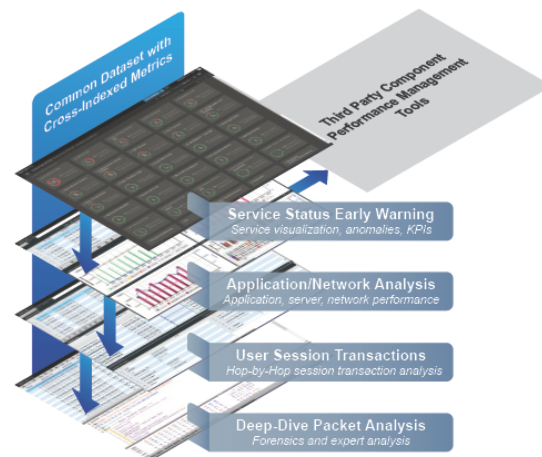 Common Dataset with
Cross-Indexed Metrics
Third Party Component
Performance Management
Tools
Service Status Early Warning
Service visualization, anomalies, KPIs
Application/Network Analysis
Application, server, network performance
User Session Transactions
Hop-by-Hop session transaction analysis
Deep-Dive Packet Analysis
Forensics and expert analysis